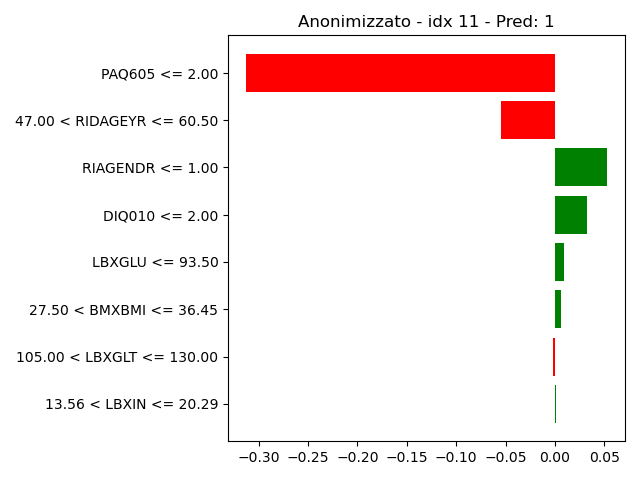 Anonimizzato - idx 11 - Pred: 1
PAQ605 <= 2.00
47.00 < RIDAGEYR <= 60.50
RIAGENDR <= 1.00
DIQ010 <= 2.00
LBXGLU <= 93.50
27.50 < BMXBMI <= 36.45
105.00 < LBXGLT <= 130.00
13.56 < LBXIN <= 20.29
−0.30 −0.25 −0.20 −0.15 −0.10 −0.05 0.00 0.05